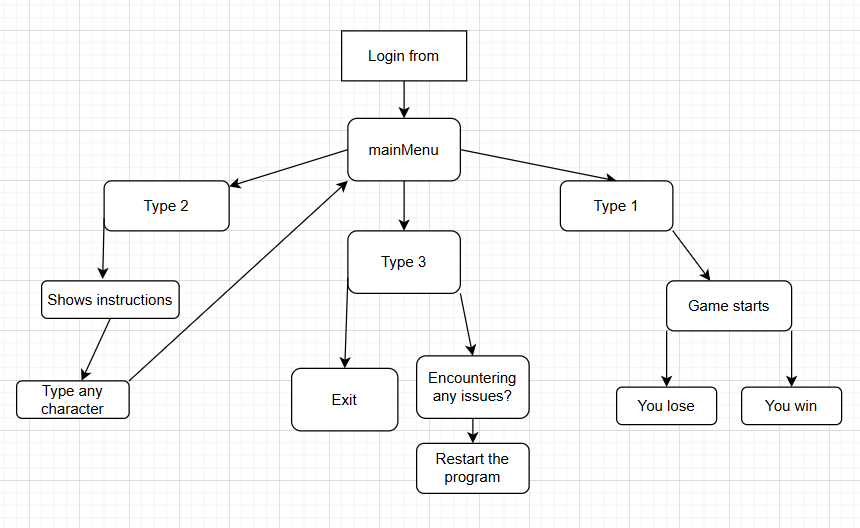 Login from
mainMenu
Type 2
Type 1
Type 3
Shows instructions
Game starts
Type any
character
Exit
Encountering
any issues?
You lose
You win
Restart the
program